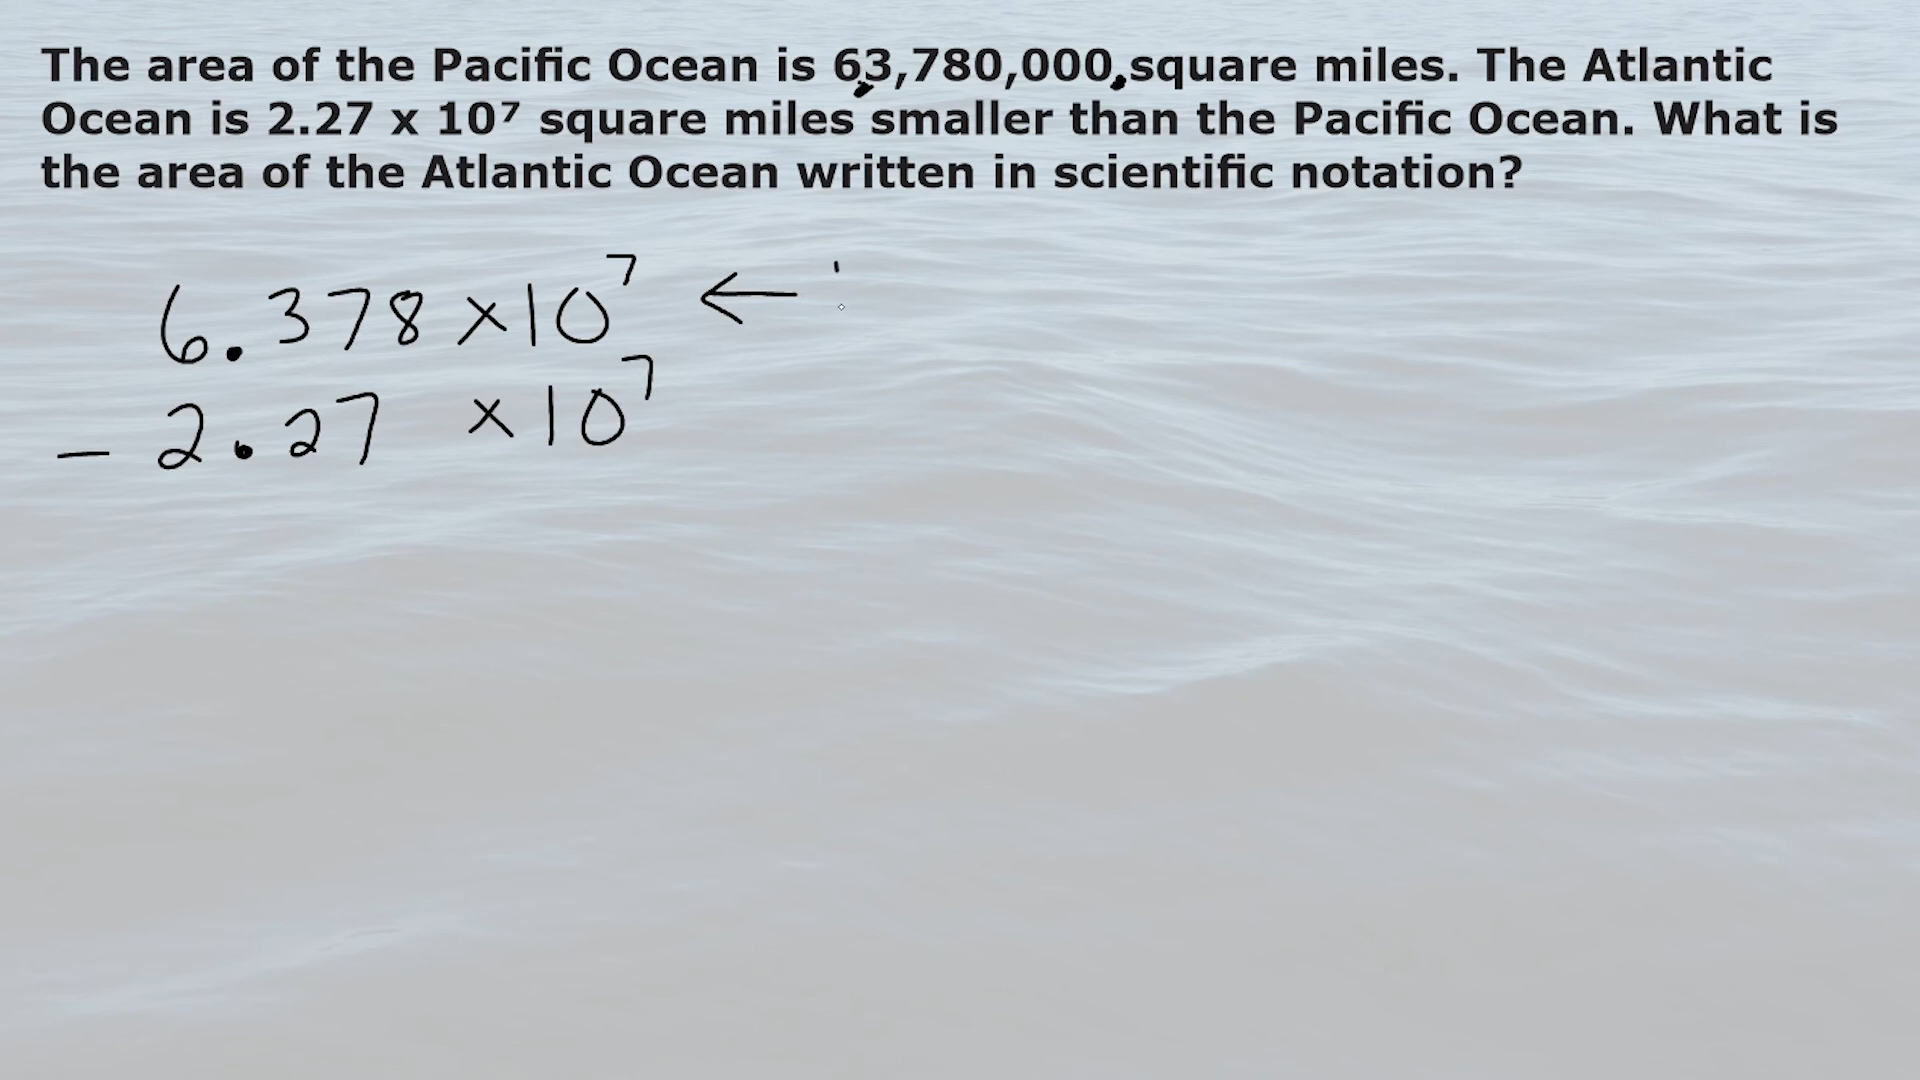 The area of the Pacific Ocean is 63,780,000 square miles. The Atlantic
Ocean is 2.27 x 10⁷ square miles smaller than the Pacific Ocean. What is
the area of the Atlantic Ocean written in scientific notation?
6.378 × 10⁷ ←
− 2.27 × 10⁷